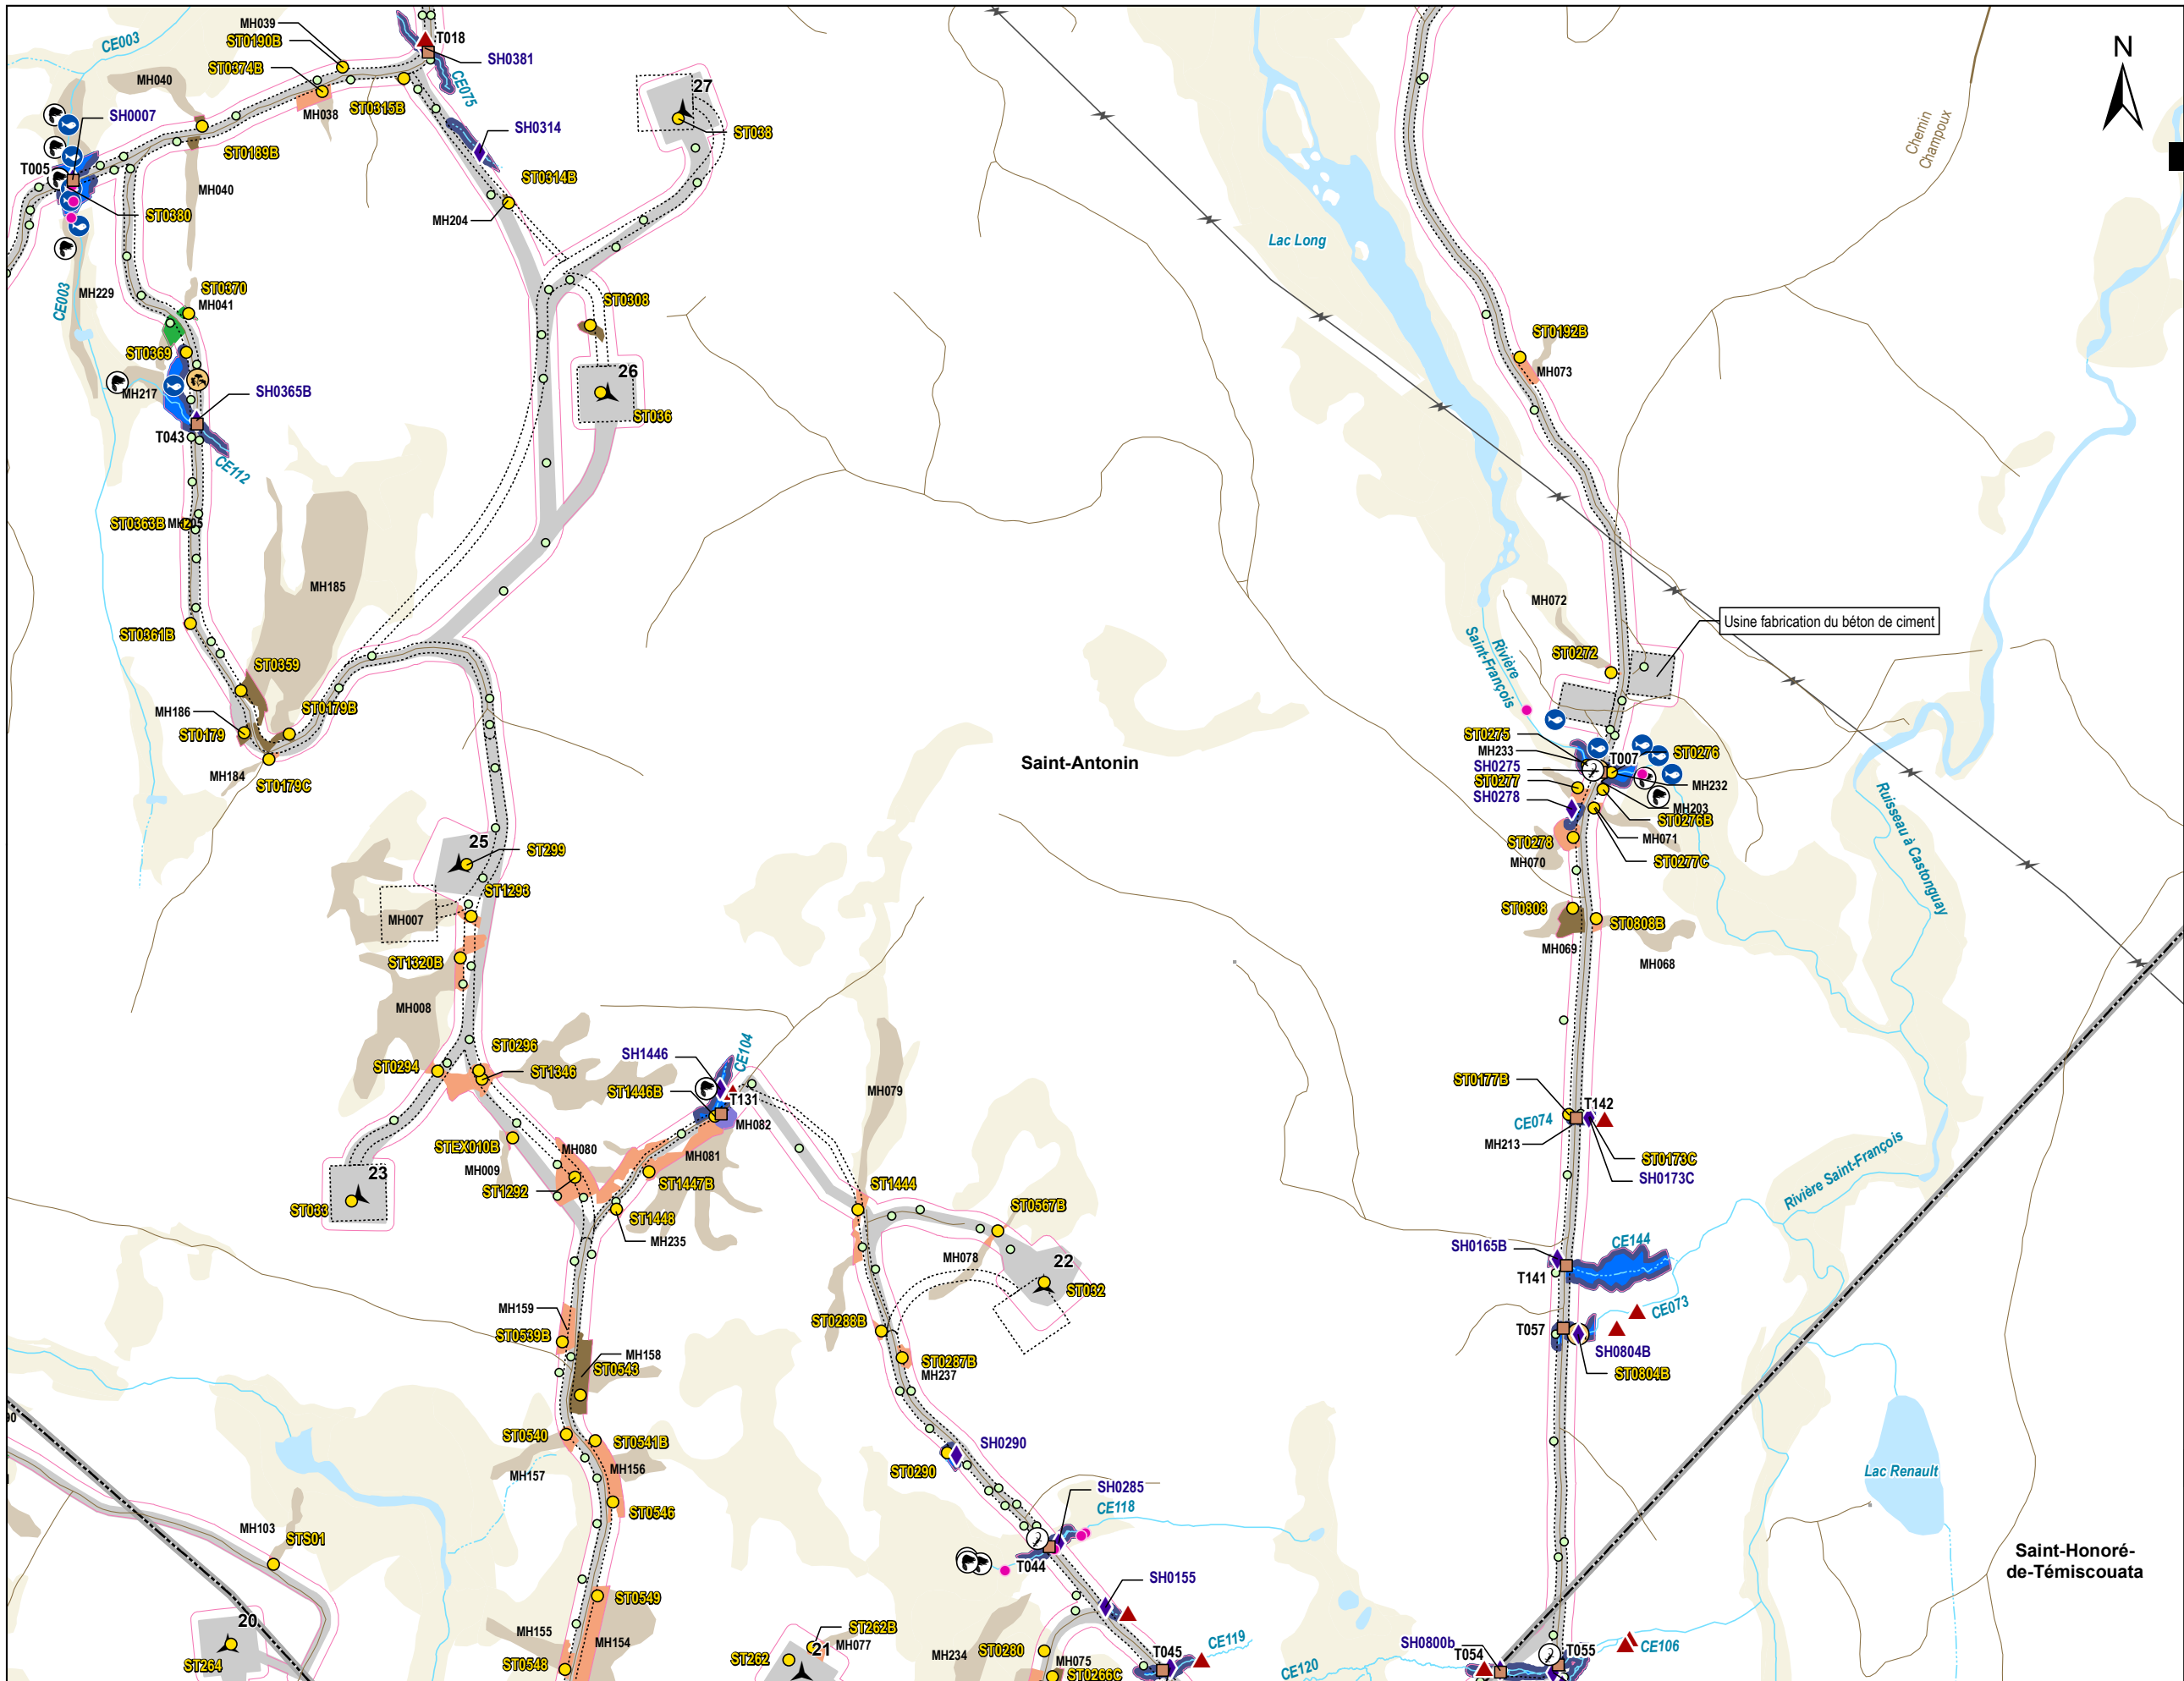 MH039
CE003
ST0190B
T018
ST0374B
SH0381
MH040
CE075
27
ST0315B
MH038
SH0007
SH0314
ST038
N
Chemin
Champoux
ST0189B
T005
ST0314B
MH040
ST0380
MH204
Lac Long
CE003
MH229
ST0370
MH041
ST0308
ST0192B
ST0369
26
MH073
MH217
SH0365B
ST036
T043
CE112
ST0363B
MH205
MH185
MH072
Usine fabrication du béton de ciment
ST0361B
Rivière
Saint-François
ST0272
ST0359
MH186
ST0179B
ST0179
ST0275
MH233
ST0276
T007
Saint-Antonin
SH0275
MH184
ST0277
MH232
ST0179C
SH0278
MH203
ST0276B
Ruisseau à Castonguay
25
ST299
ST0278
MH071
MH070
ST0277C
ST1293
MH007
ST0808
ST0808B
MH069
ST1320B
MH068
MH008
ST0296
SH1446
CE104
ST0294
ST1346
ST0177B
ST1446B
T131
MH079
T142
CE074
MH082
MH213
STEX010B
MH080
MH081
ST0173C
MH009
23
SH0173C
ST1292
ST1447B
ST1444
Rivière Saint-François
ST033
ST1448
ST0567B
MH235
SH0165B
CE144
MH078
22
T141
ST032
MH159
CE073
ST0288B
T057
ST0539B
MH158
SH0804B
ST0543
ST0287B
MH237
ST0804B
ST0540
ST0541B
SH0290
MH156
MH157
ST0290
Lac Renault
SH0285
ST0546
CE118
MH103
STS01
Saint-Honoré-
de-Témiscouata
T044
SH0155
ST0549
20
MH155
ST262B
MH154
21
MH077
SH0800b
T055
CE106
ST262
MH234
ST0280
T045
CE119
T054
ST264
ST0548
MH075
ST0266C
CE120